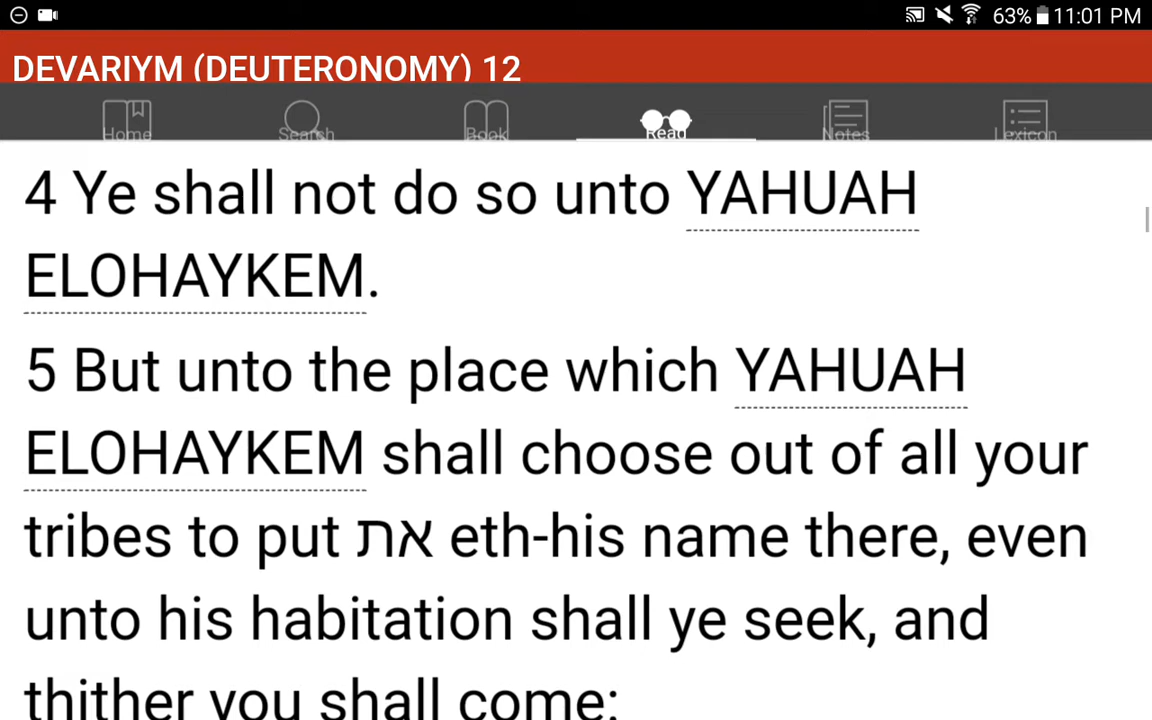 63% 11:01 PM
DEVARIYM (DEUTERONOMY) 12
Home Search Book Read Notes Lexicon
4 Ye shall not do so unto YAHUAH
ELOHAYKEM.
5 But unto the place which YAHUAH
ELOHAYKEM shall choose out of all your
tribes to put את eth-his name there, even
unto his habitation shall ye seek, and
thither you shall come: